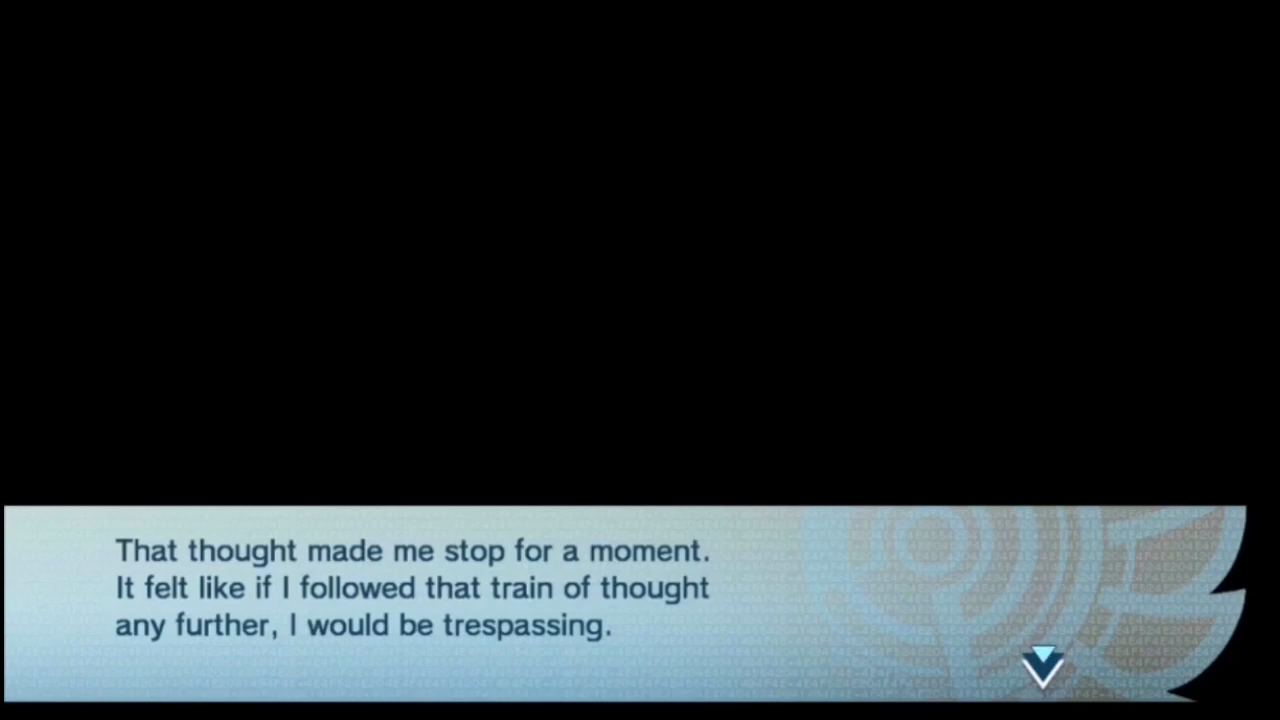 That thought made me stop for a moment.
It felt like if I followed that train of thought
any further, I would be trespassing.